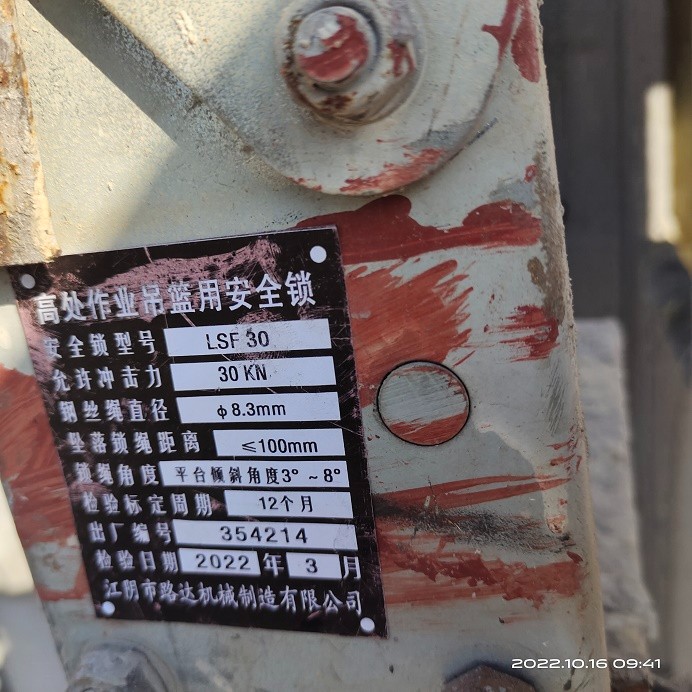 高处作业吊篮用安全锁
安全锁型号 LSF 30
允许冲击力 30 KN
钢丝绳直径 ф8.3mm
坠落锁绳距离 ≤100mm
锁绳角度 平台倾斜角度3°~8°
检验标定周期 12个月
出厂编号 354214
检验日期 2022 年 3 月
江阴市路达机械制造有限公司
2022.10.16 09:41